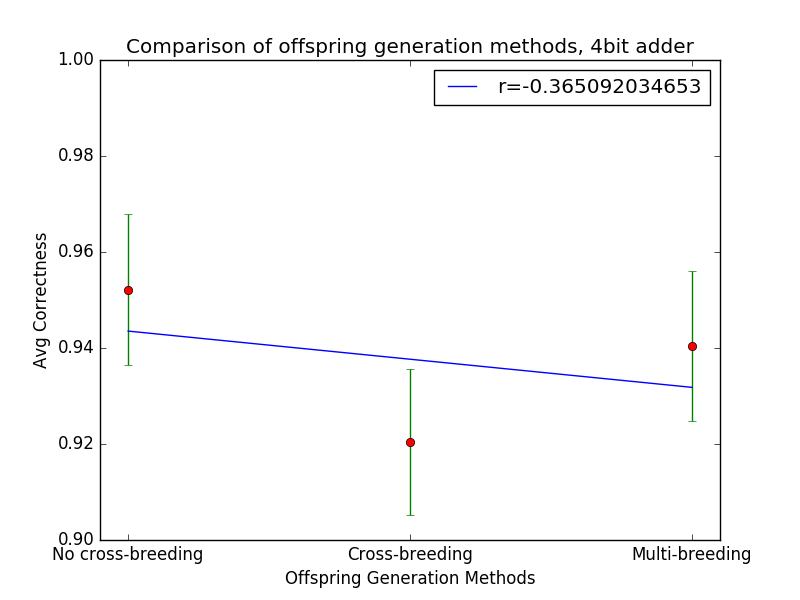 Comparison of offspring generation methods, 4bit adder
r=-0.365092034653
1.00
0.98
0.96
0.94
0.92
0.90
Avg Correctness
No cross-breeding
Cross-breeding
Multi-breeding
Offspring Generation Methods